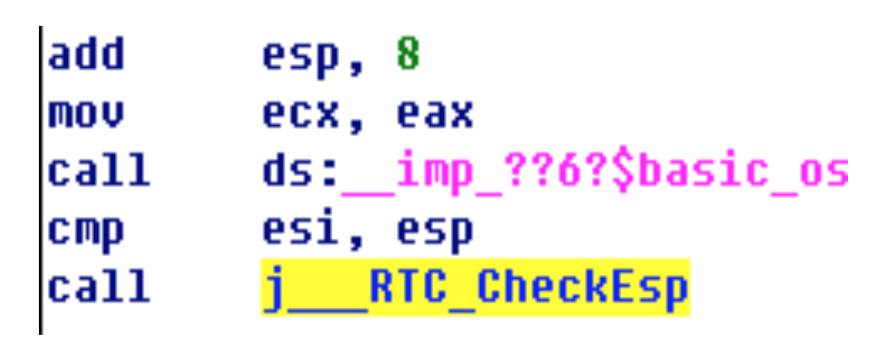 add esp, 8
mov ecx, eax
call ds:__imp_??6?$basic_os
cmp esi, esp
call j___RTC_CheckEsp